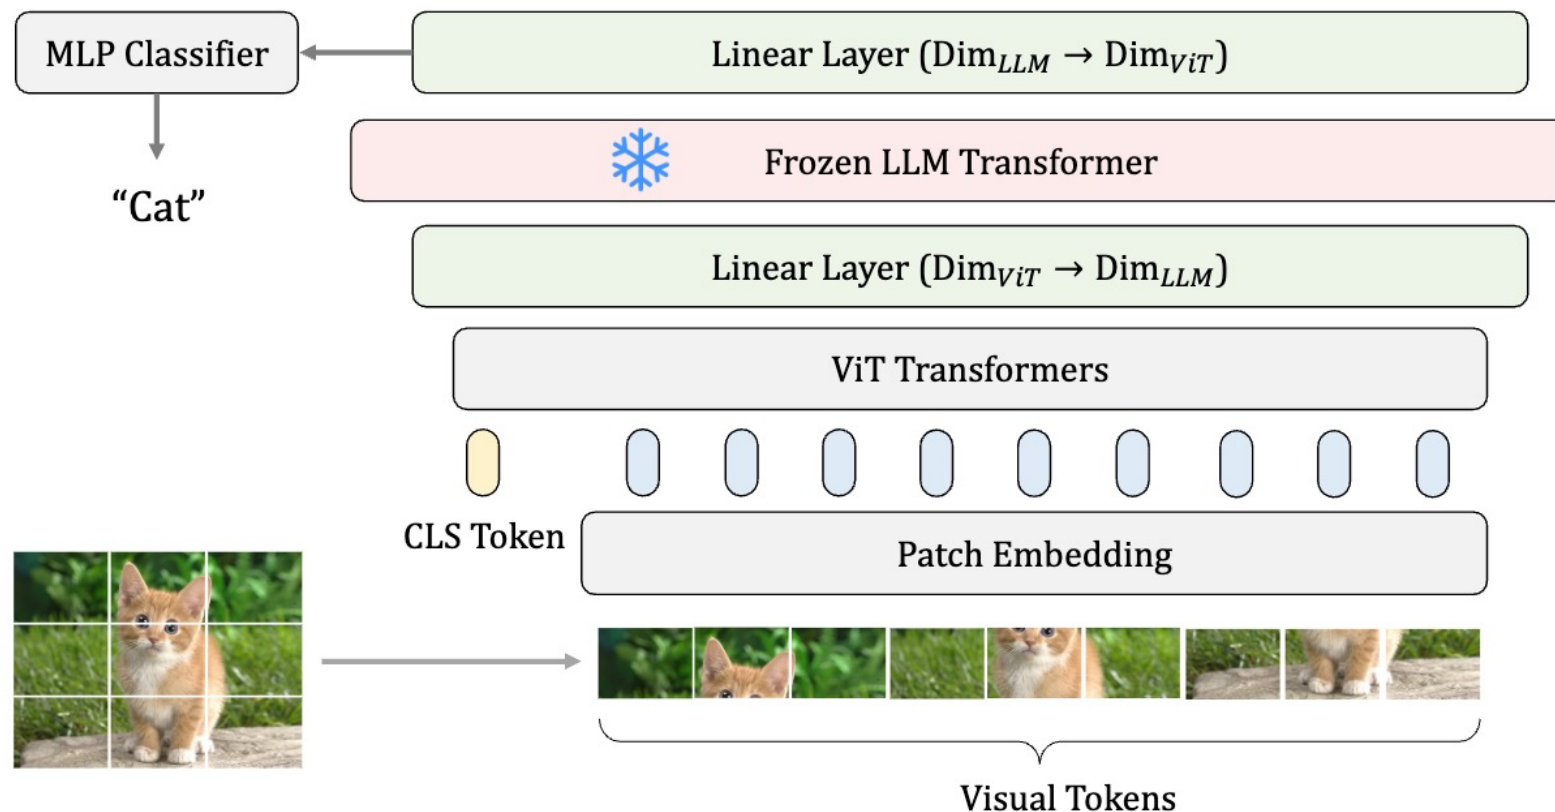 MLP Classifier
Linear Layer (Dim_LLM → Dim_ViT)
Frozen LLM Transformer
“Cat”
Linear Layer (Dim_ViT → Dim_LLM)
ViT Transformers
CLS Token
Patch Embedding
Visual Tokens